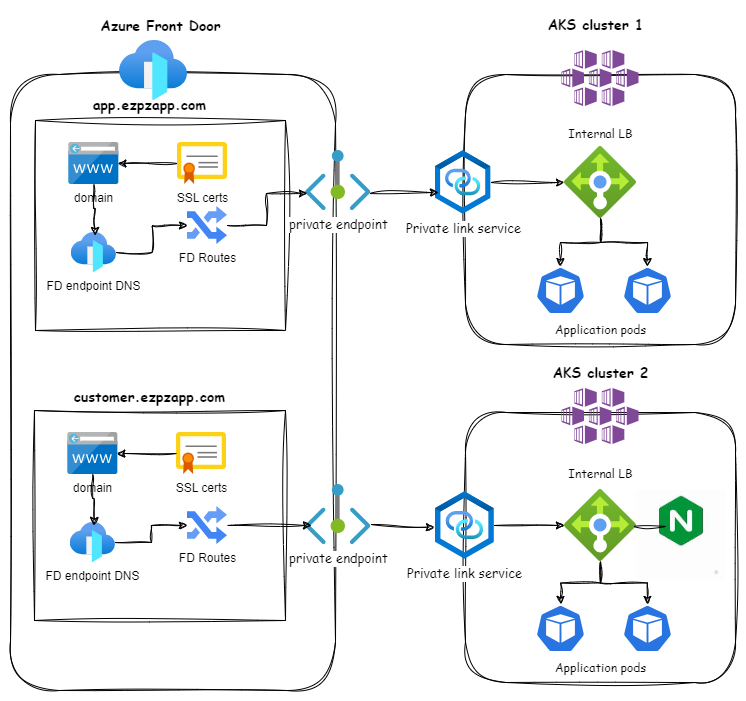 Azure Front Door
AKS cluster 1
app.ezpzapp.com
www
domain
SSL certs
FD endpoint DNS
FD Routes
private endpoint
Private link service
Internal LB
Application pods
AKS cluster 2
customer.ezpzapp.com
www
domain
SSL certs
FD endpoint DNS
FD Routes
private endpoint
Private link service
Internal LB
N
Application pods